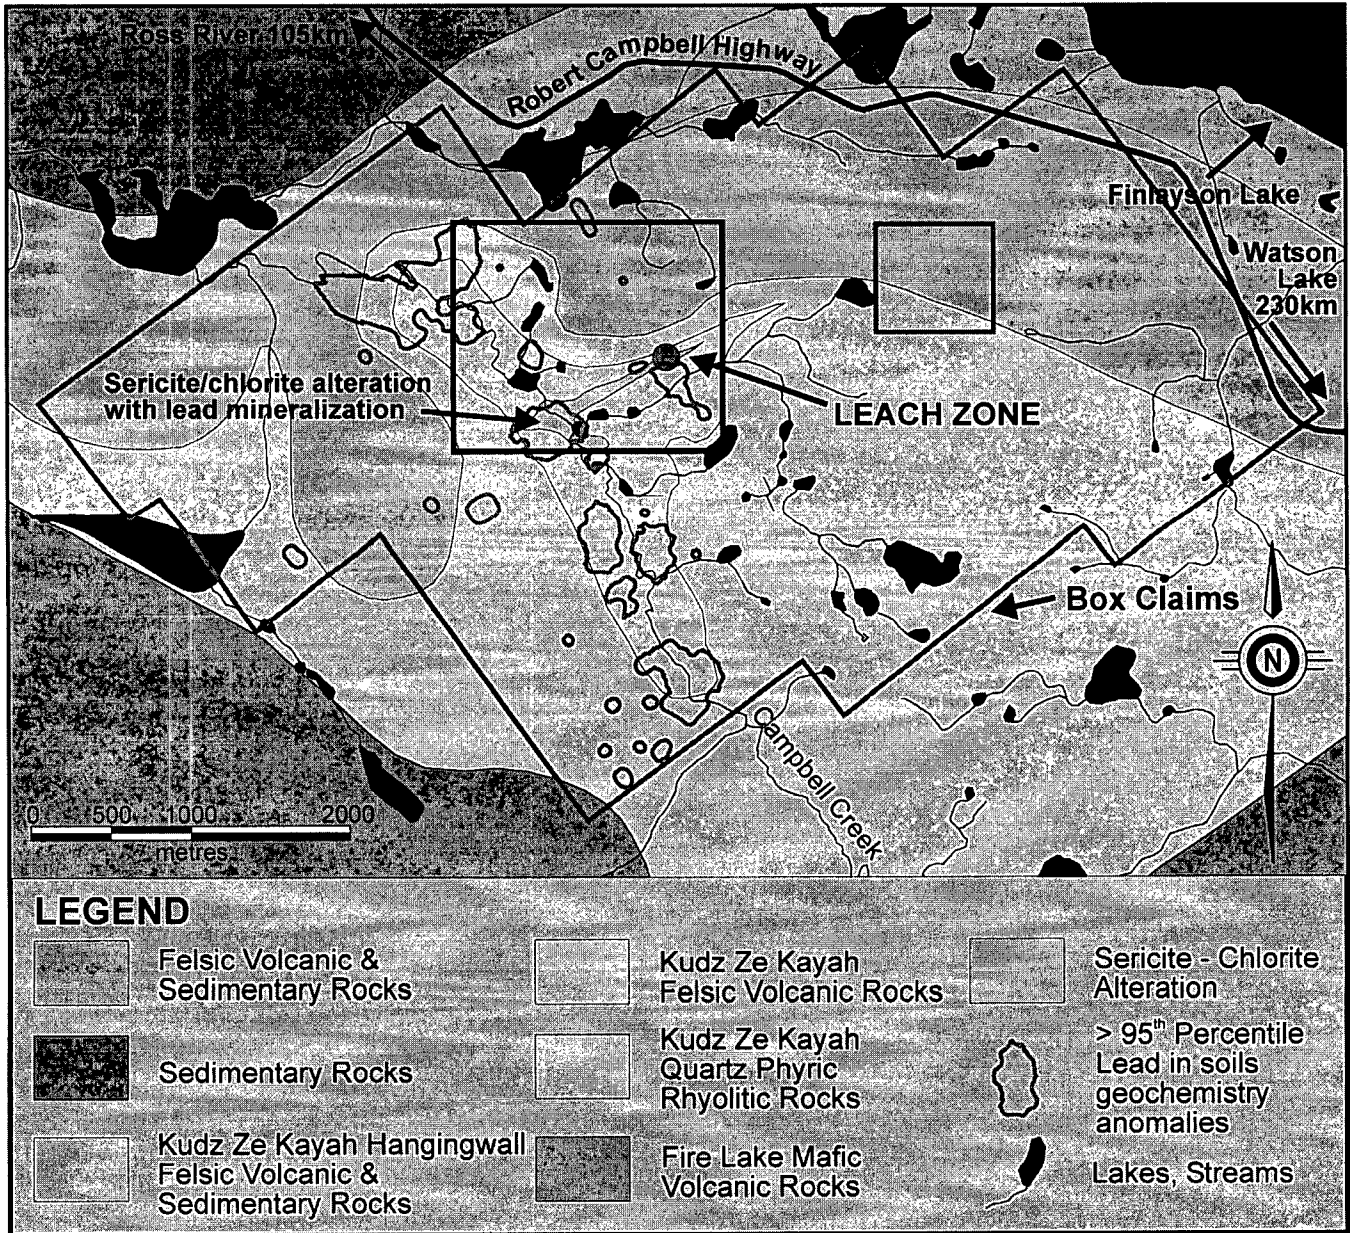 Ross River 105km
Robert Campbell Highway
Finlayson Lake
Watson
Lake
230km
Sericite/chlorite alteration
with lead mineralization
LEACH ZONE
Box Claims
N
Campbell Creek
0 500 1000 2000
metres
LEGEND
Felsic Volcanic &
Sedimentary Rocks
Sedimentary Rocks
Kudz Ze Kayah Hangingwall
Felsic Volcanic &
Sedimentary Rocks
Kudz Ze Kayah
Felsic Volcanic Rocks
Kudz Ze Kayah
Quartz Phyric
Rhyolitic Rocks
Fire Lake Mafic
Volcanic Rocks
Sericite - Chlorite
Alteration
> 95th Percentile
Lead in soils
geochemistry
anomalies
Lakes, Streams